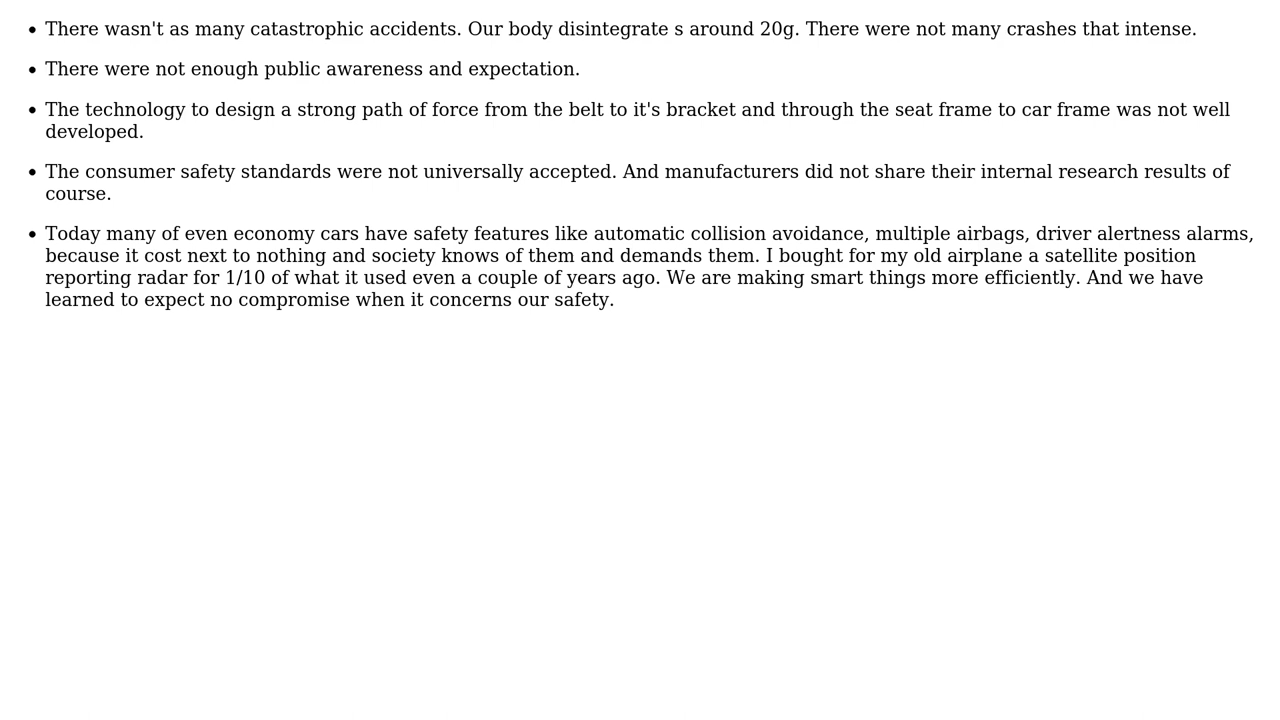 • There wasn't as many catastrophic accidents. Our body disintegrate s around 20g. There were not many crashes that intense.
• There were not enough public awareness and expectation.
• The technology to design a strong path of force from the belt to it's bracket and through the seat frame to car frame was not well
developed.
• The consumer safety standards were not universally accepted. And manufacturers did not share their internal research results of
course.
• Today many of even economy cars have safety features like automatic collision avoidance, multiple airbags, driver alertness alarms,
because it cost next to nothing and society knows of them and demands them. I bought for my old airplane a satellite position
reporting radar for 1/10 of what it used even a couple of years ago. We are making smart things more efficiently. And we have
learned to expect no compromise when it concerns our safety.